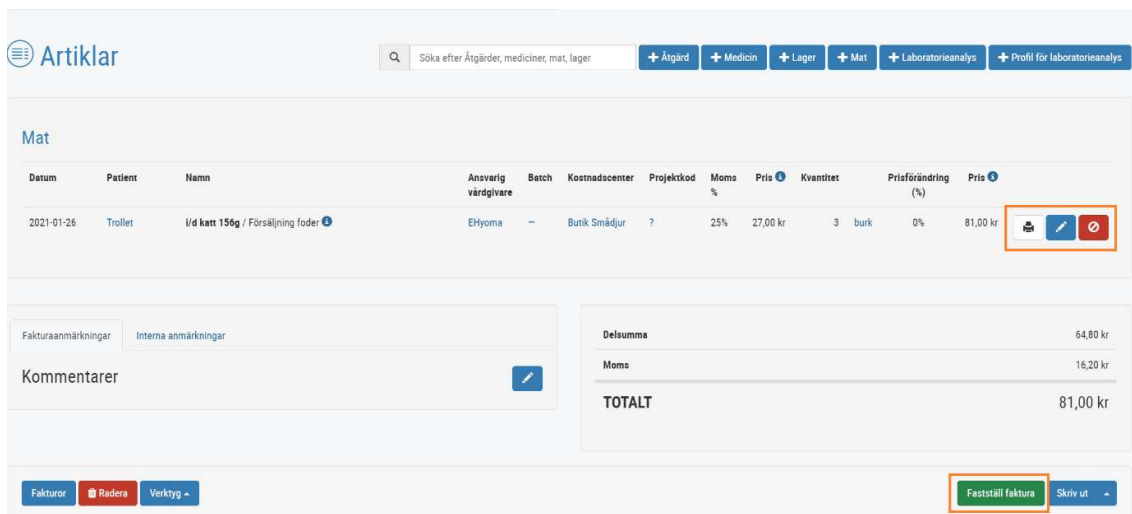 Artiklar
Söka efter Åtgärder, mediciner, mat, lager
+ Åtgärd
+ Medicin
+ Lager
+ Mat
+ Laboratorieanalys
+ Profil för laboratorieanalys
Mat
Datum Patient Namn Ansvarig vårdgivare Batch Kostnadscenter Projektkod Moms % Pris Kvantitet Prisförändring (%) Pris
2021-01-26 Trollet i/d katt 156g / Försäljning foder EHyoma – Butik Smådjur ? 25% 27,00 kr 3 burk 0% 81,00 kr
Fakturaanmärkningar Interna anmärkningar
Kommentarer
Delsumma 64,80 kr
Moms 16,20 kr
TOTALT 81,00 kr
Fakturor Radera Verktyg Fastställ faktura Skriv ut